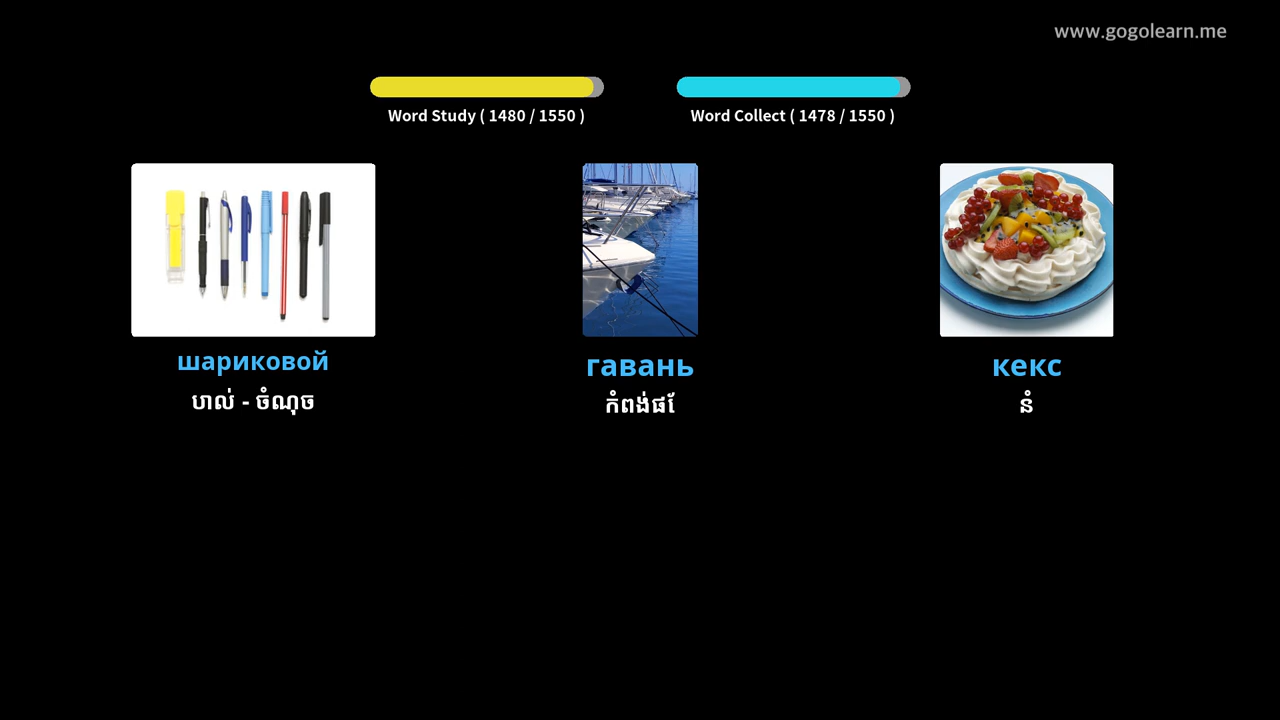 www.gogolearn.me
Word Study ( 1480 / 1550 )
Word Collect ( 1478 / 1550 )
шариковой
гавань
кекс
បាល់ - ចំណុច
កំពង់ផែ
នំ